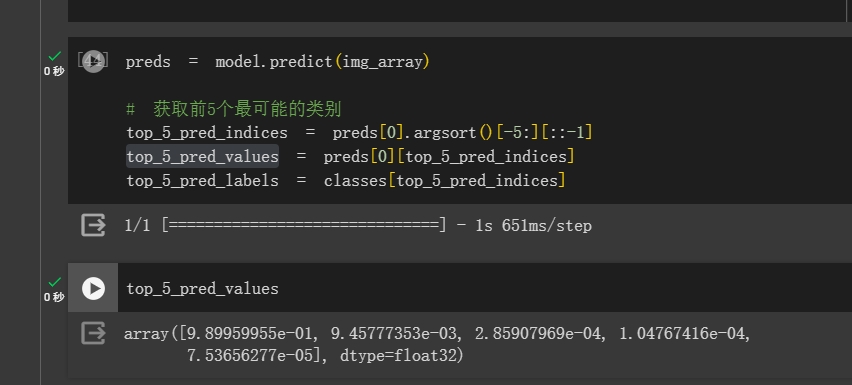 [44] preds = model.predict(img_array)
0 秒
# 获取前5个最可能的类别
top_5_pred_indices = preds[0].argsort()[-5:][::-1]
top_5_pred_values = preds[0][top_5_pred_indices]
top_5_pred_labels = classes[top_5_pred_indices]
1/1 [==============================] - 1s 651ms/step
top_5_pred_values
0 秒
array([9.89959955e-01, 9.45777353e-03, 2.85907969e-04, 1.04767416e-04,
7.53656277e-05], dtype=float32)